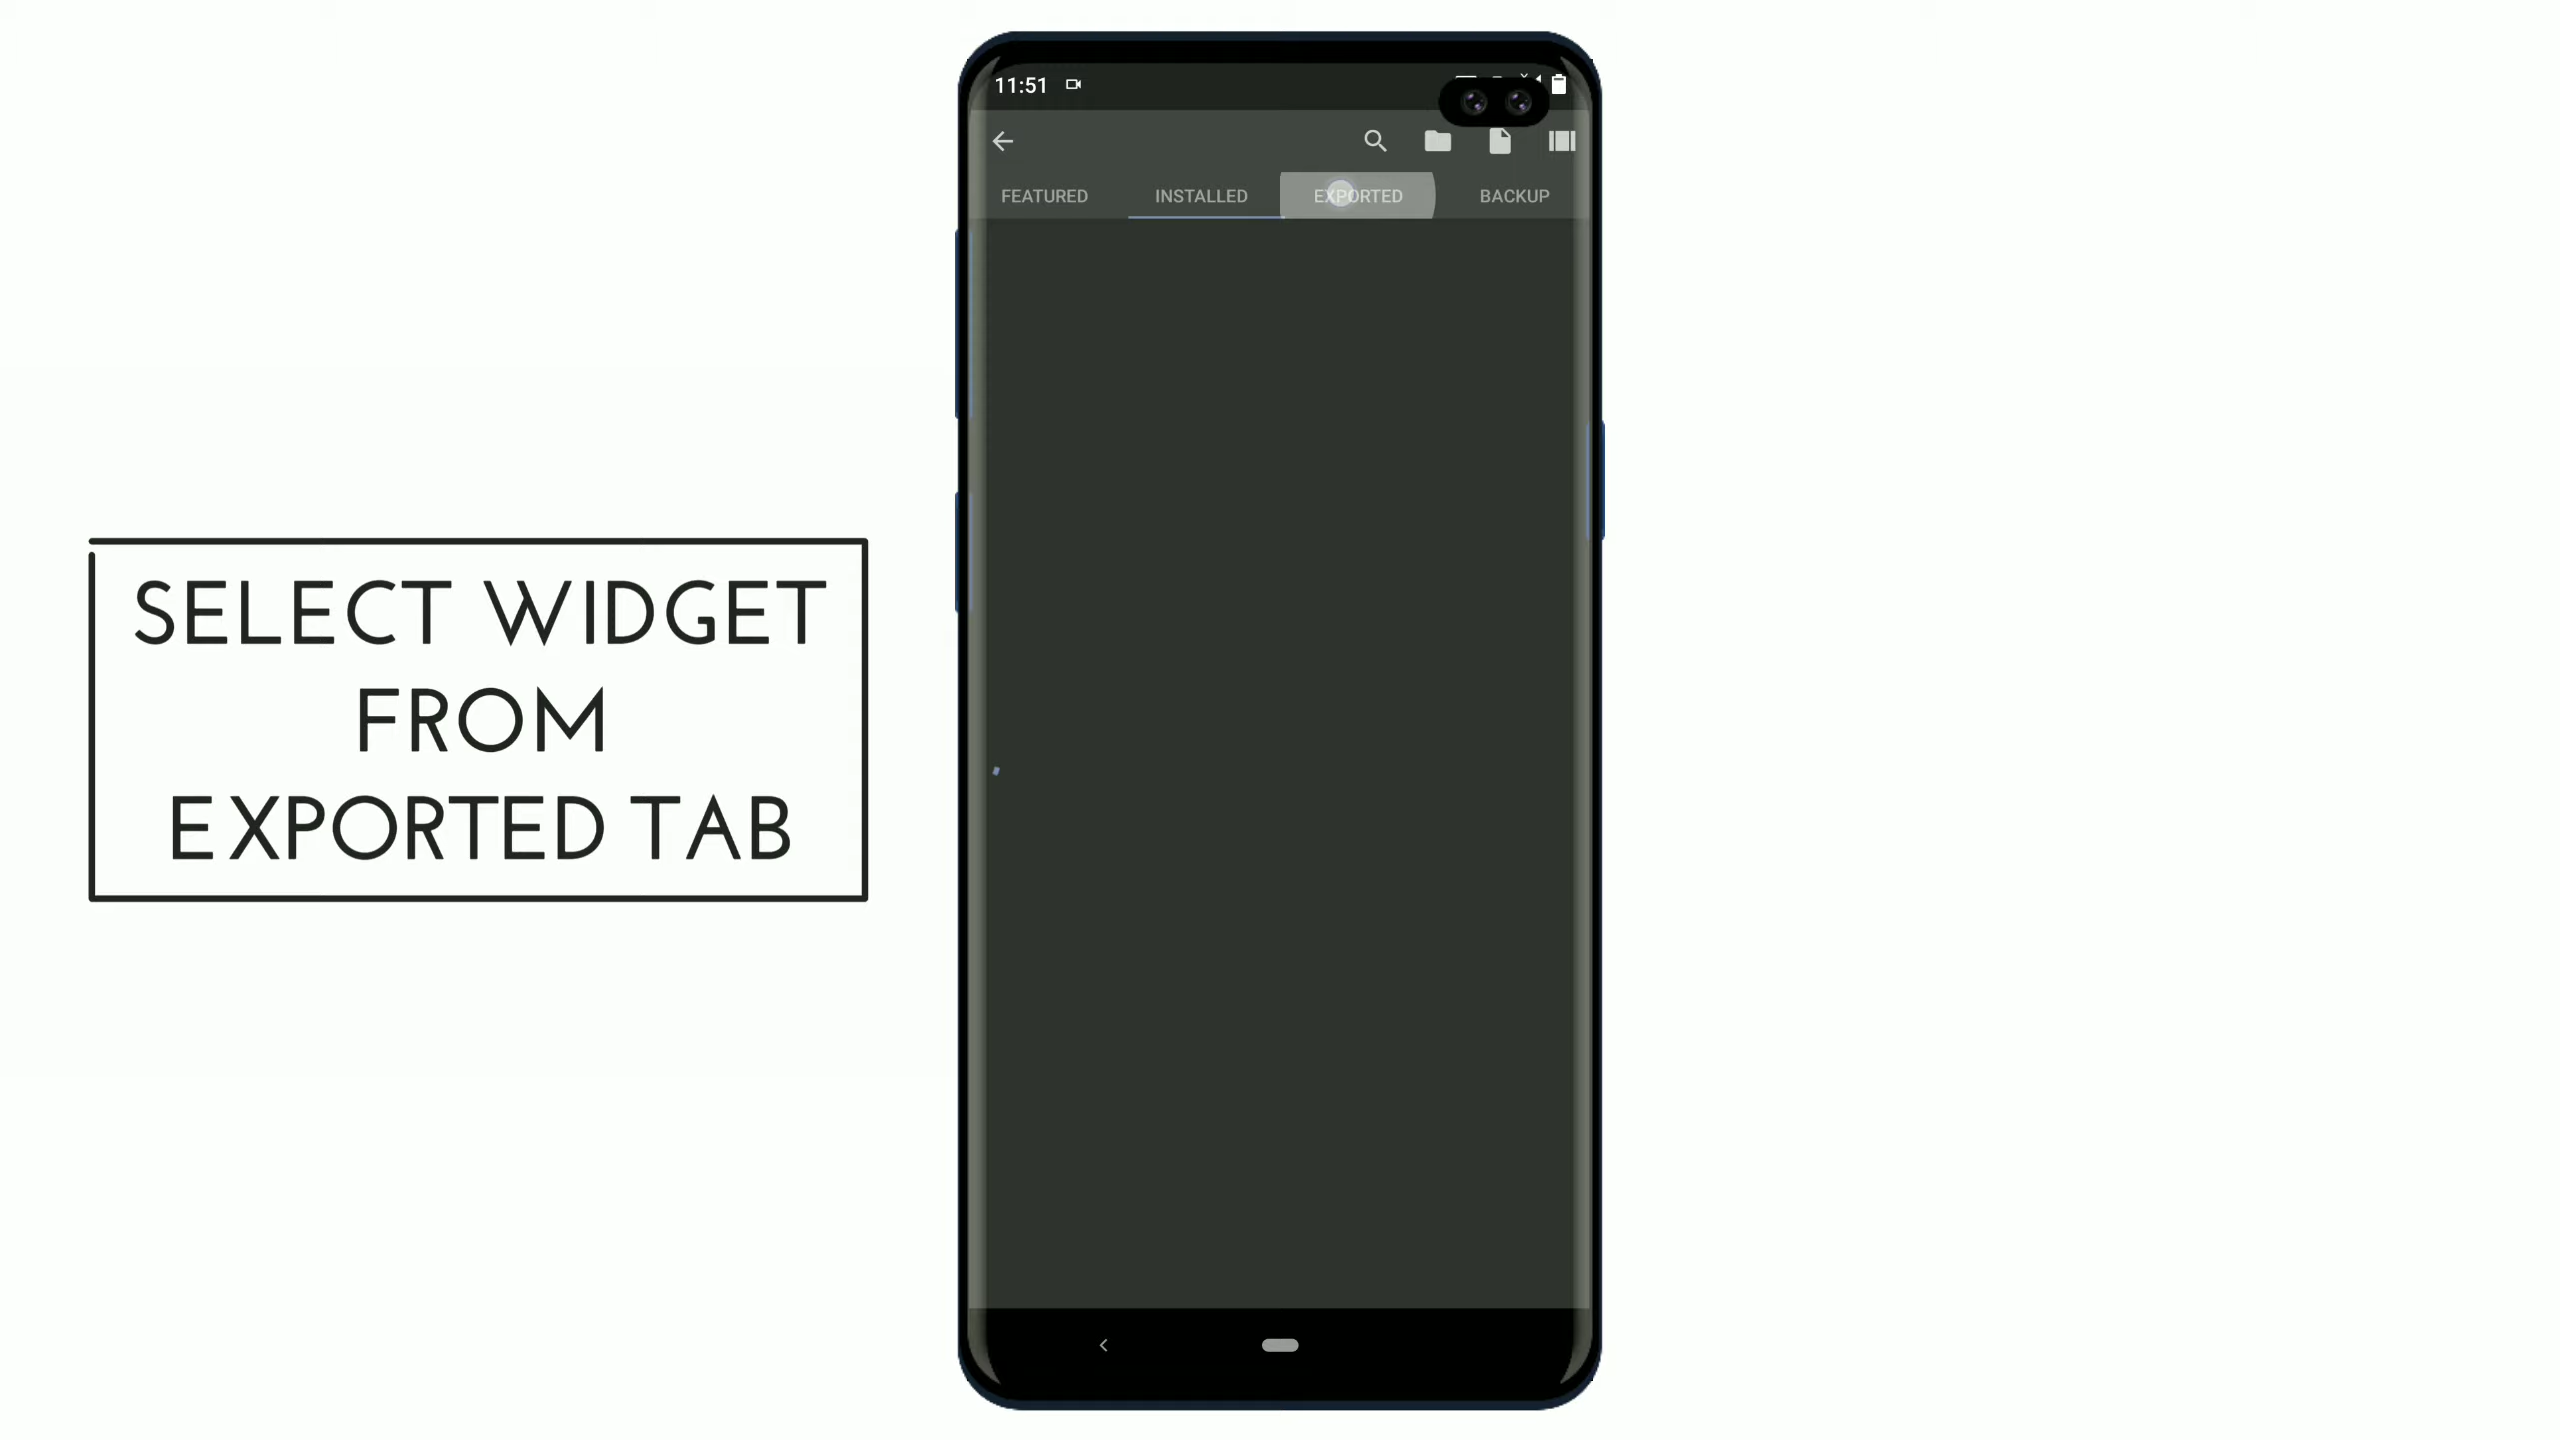 SELECT WIDGET
FROM
EXPORTED TAB
11:51
FEATURED INSTALLED EXPORTED BACKUP